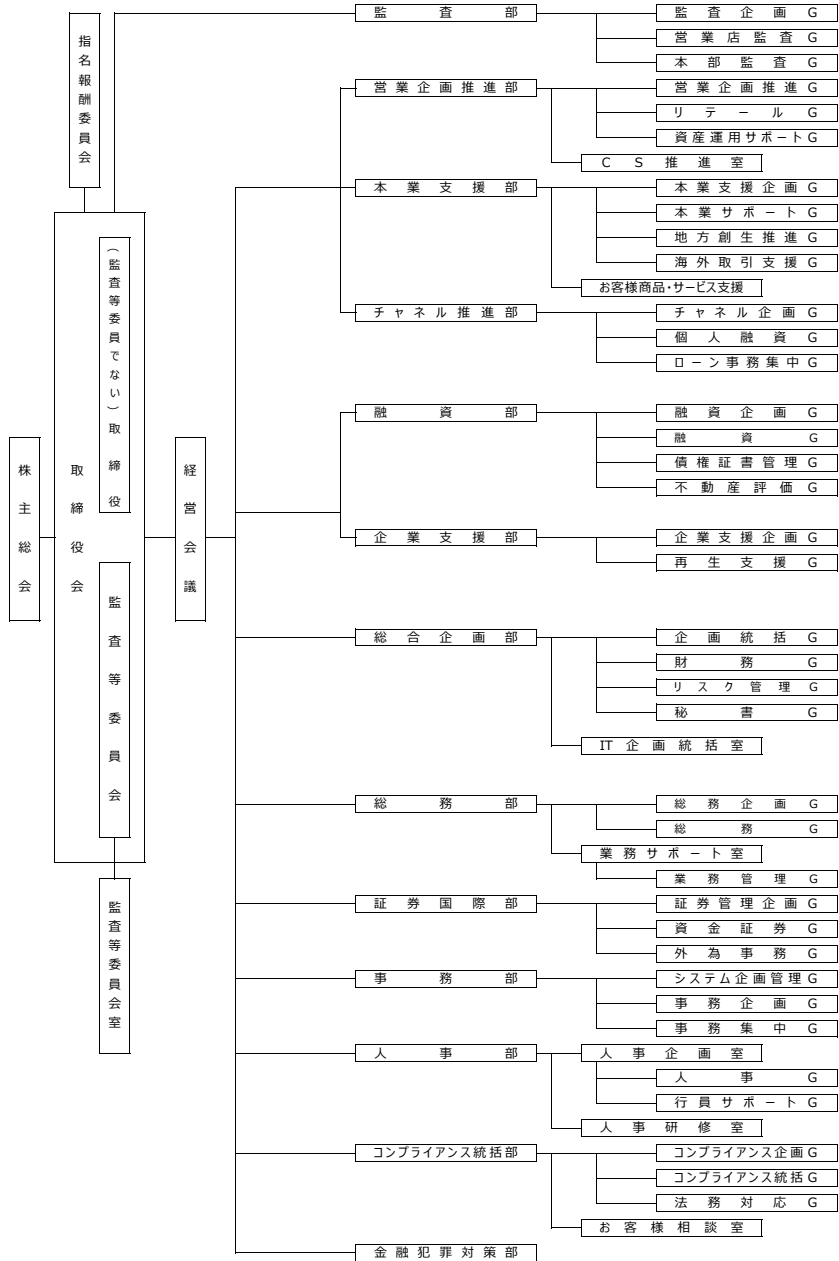 指名報酬委員会
株主総会
取締役会
（監査等委員でない）取締役
監査等委員会
監査等委員会室
経営会議
監査部
監査企画G
営業店監査G
本部監査G
営業企画推進部
営業企画推進G
リテールG
資産運用サポートG
CS推進室
本業支援部
本業支援企画G
本業サポートG
地方創生推進G
海外取引支援G
お客様商品・サービス支援
チャネル推進部
チャネル企画G
個人融資G
ローン事務集中G
融資部
融資企画G
融資G
債権証書管理G
不動産評価G
企業支援部
企業支援企画G
再生支援G
総合企画部
企画統括G
財務G
リスク管理G
秘書G
IT企画統括室
総務部
総務企画G
総務G
業務サポート室
業務管理G
証券国際部
証券管理企画G
資金証券G
外為事務G
事務部
システム企画管理G
事務企画G
事務集中G
人事部
人事企画室
人事G
行員サポートG
人事研修室
コンプライアンス統括部
コンプライアンス企画G
コンプライアンス統括G
法務対応G
お客様相談室
金融犯罪対策部